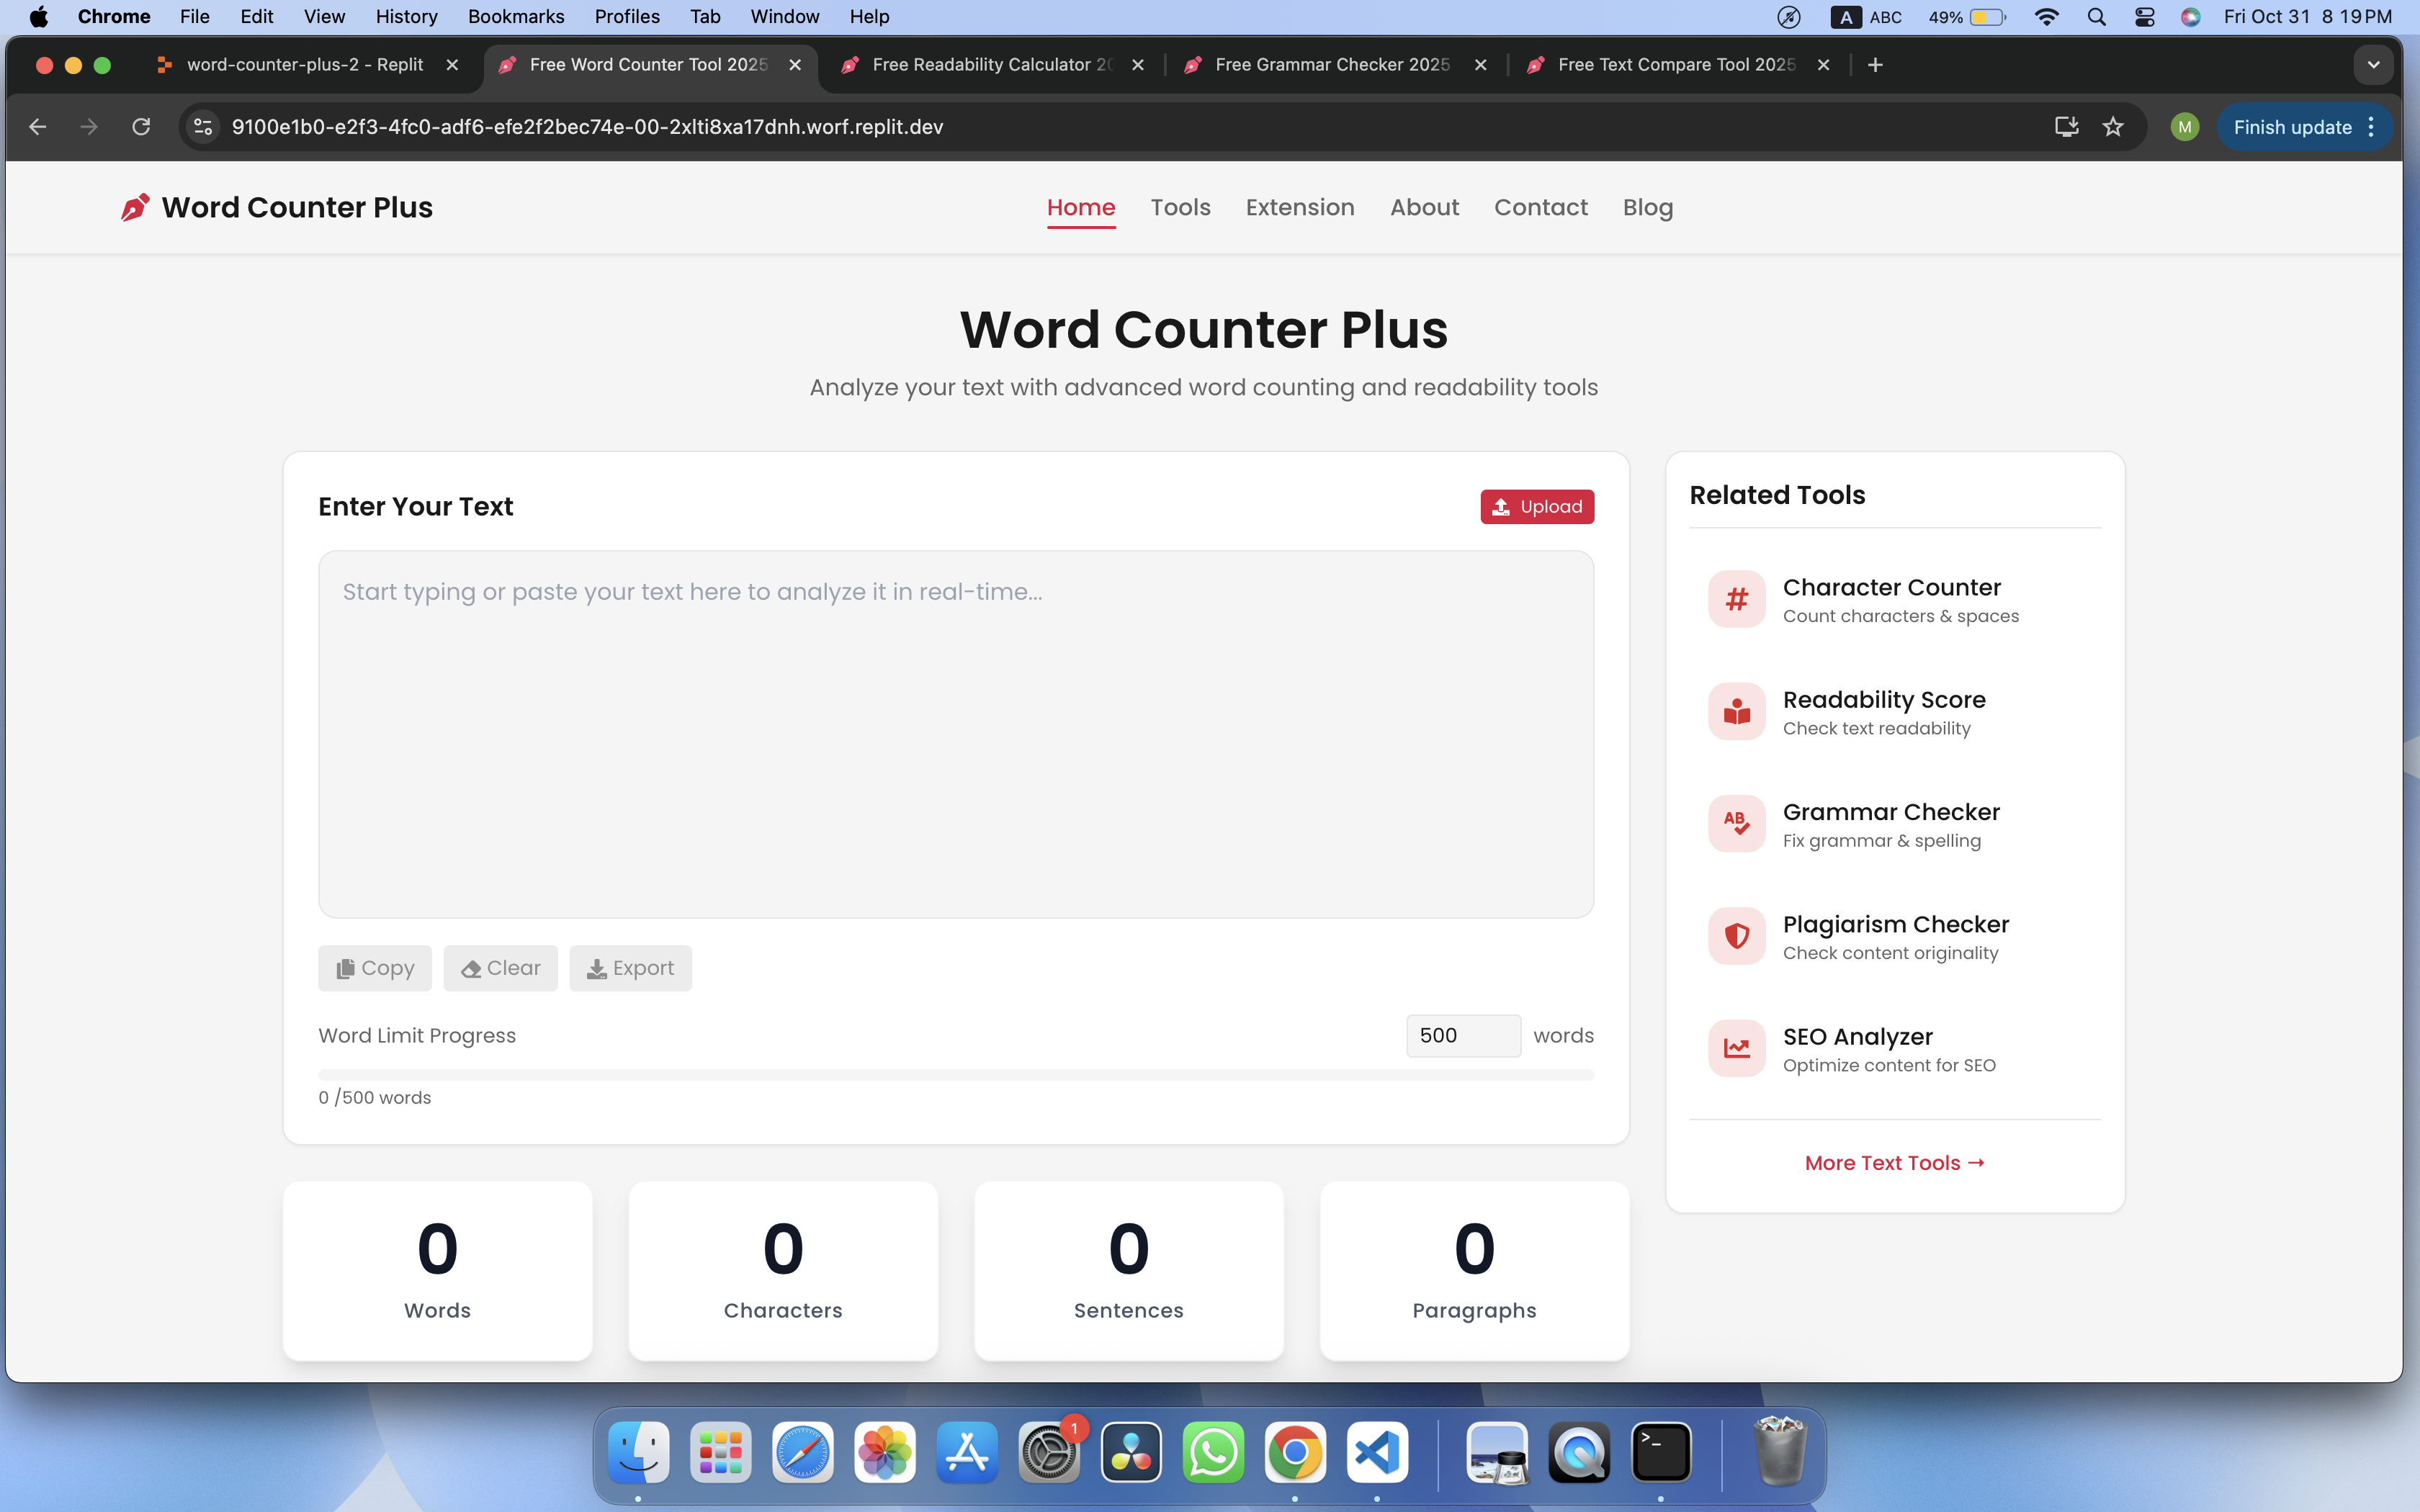 Chrome File Edit View History Bookmarks Profiles Tab Window Help A ABC 49% Fri Oct 31 8 19 PM
word-counter-plus-2 - Replit Free Word Counter Tool 2025 Free Readability Calculator 20 Free Grammar Checker 2025 Free Text Compare Tool 2025
9100e1b0-e2f3-4fc0-adf6-efe2f2bec74e-00-2xlti8xa17dnh.worf.replit.dev M Finish update
Word Counter Plus Home Tools Extension About Contact Blog
Word Counter Plus
Analyze your text with advanced word counting and readability tools
Enter Your Text Upload
Start typing or paste your text here to analyze it in real-time...
Copy Clear Export
Word Limit Progress 500 words
0 /500 words
0 Words
0 Characters
0 Sentences
0 Paragraphs
Related Tools
# Character Counter
Count characters & spaces
Readability Score
Check text readability
AB Grammar Checker
Fix grammar & spelling
Plagiarism Checker
Check content originality
SEO Analyzer
Optimize content for SEO
More Text Tools →
1
>_